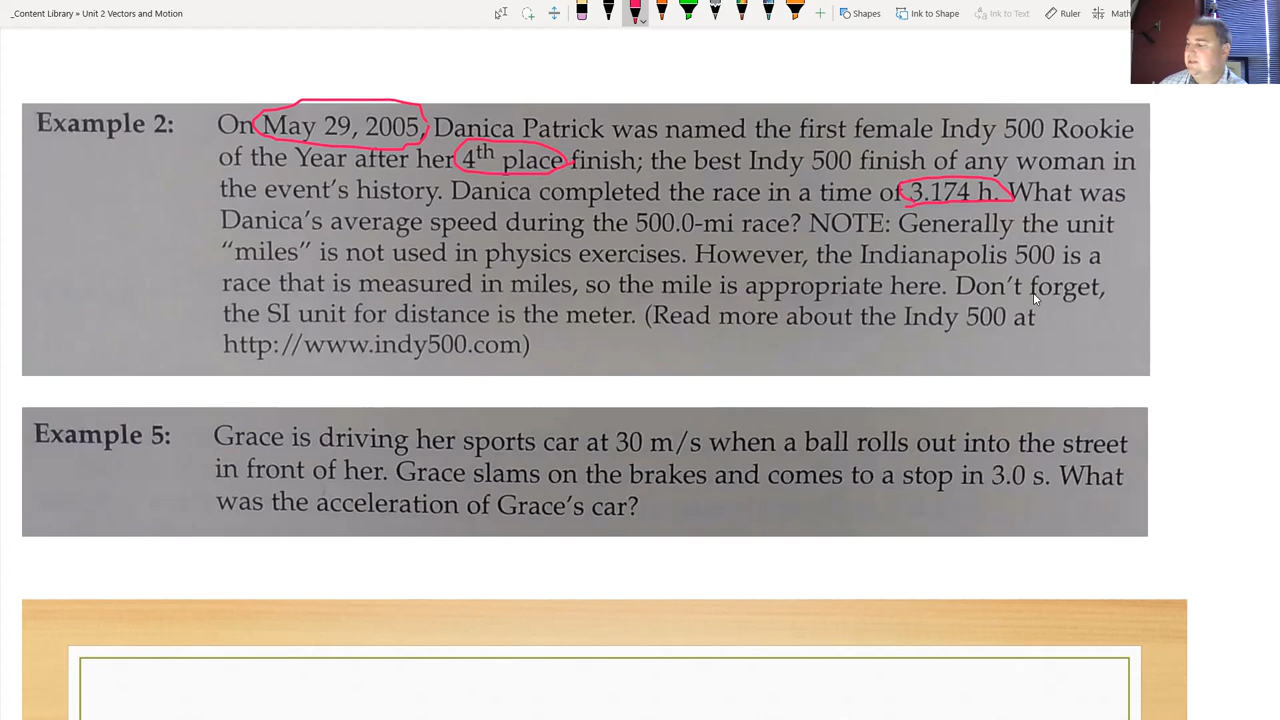 _Content Library » Unit 2 Vectors and Motion
Shapes
Ink to Shape
Ink to Text
Ruler
Math
Example 2: On May 29, 2005, Danica Patrick was named the first female Indy 500 Rookie
of the Year after her 4th place finish; the best Indy 500 finish of any woman in
the event's history. Danica completed the race in a time of 3.174 h. What was
Danica's average speed during the 500.0-mi race? NOTE: Generally the unit
"miles" is not used in physics exercises. However, the Indianapolis 500 is a
race that is measured in miles, so the mile is appropriate here. Don't forget,
the SI unit for distance is the meter. (Read more about the Indy 500 at
http://www.indy500.com)
Example 5: Grace is driving her sports car at 30 m/s when a ball rolls out into the street
in front of her. Grace slams on the brakes and comes to a stop in 3.0 s. What
was the acceleration of Grace's car?